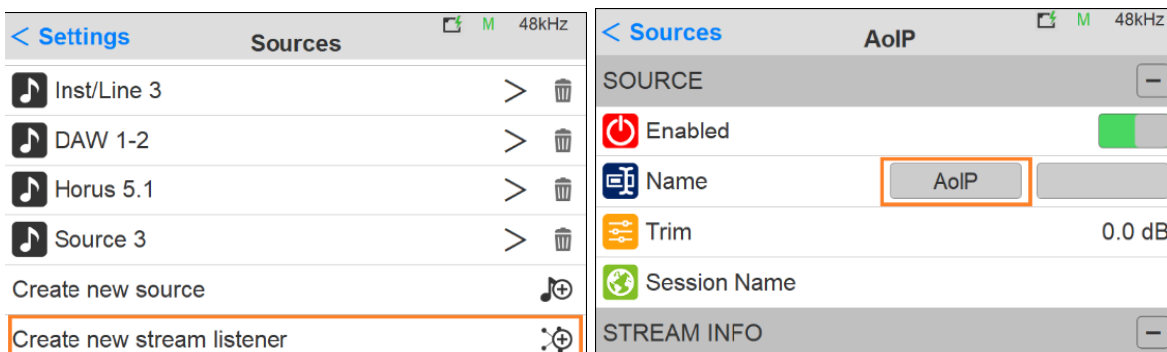 < Settings
Sources
M 48kHz
Inst/Line 3
DAW 1-2
Horus 5.1
Source 3
Create new source
Create new stream listener
< Sources
AoIP
M 48kHz
SOURCE
Enabled
Name AoIP
Trim 0.0 dB
Session Name
STREAM INFO